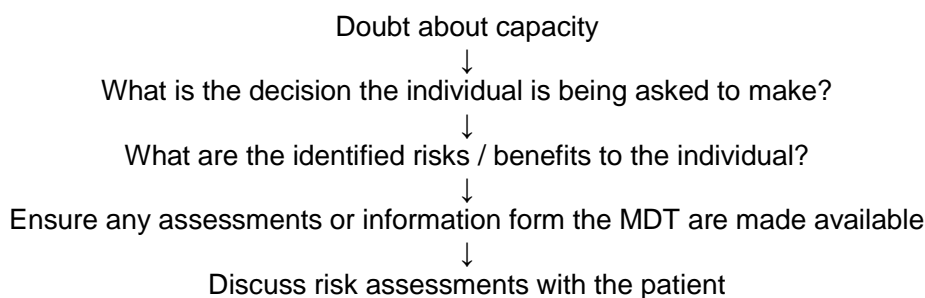 Doubt about capacity
↓
What is the decision the individual is being asked to make?
↓
What are the identified risks / benefits to the individual?
↓
Ensure any assessments or information form the MDT are made available
↓
Discuss risk assessments with the patient